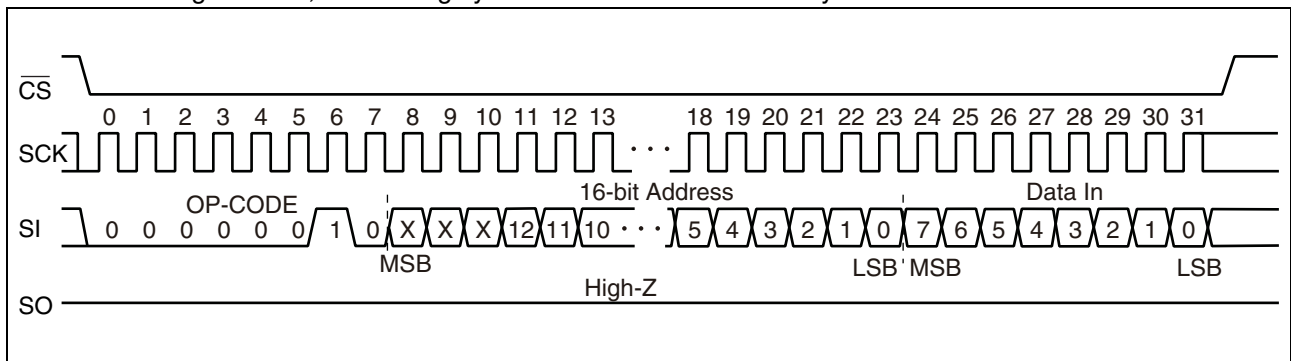 CS
0 1 2 3 4 5 6 7 8 9 10 11 12 13 18 19 20 21 22 23 24 25 26 27 28 29 30 31
SCK ···
OP-CODE 16-bit Address Data In
SI 0 0 0 0 0 0 1 0 X X X 12 11 10 ··· 5 4 3 2 1 0 7 6 5 4 3 2 1 0
MSB LSB MSB LSB
High-Z
SO